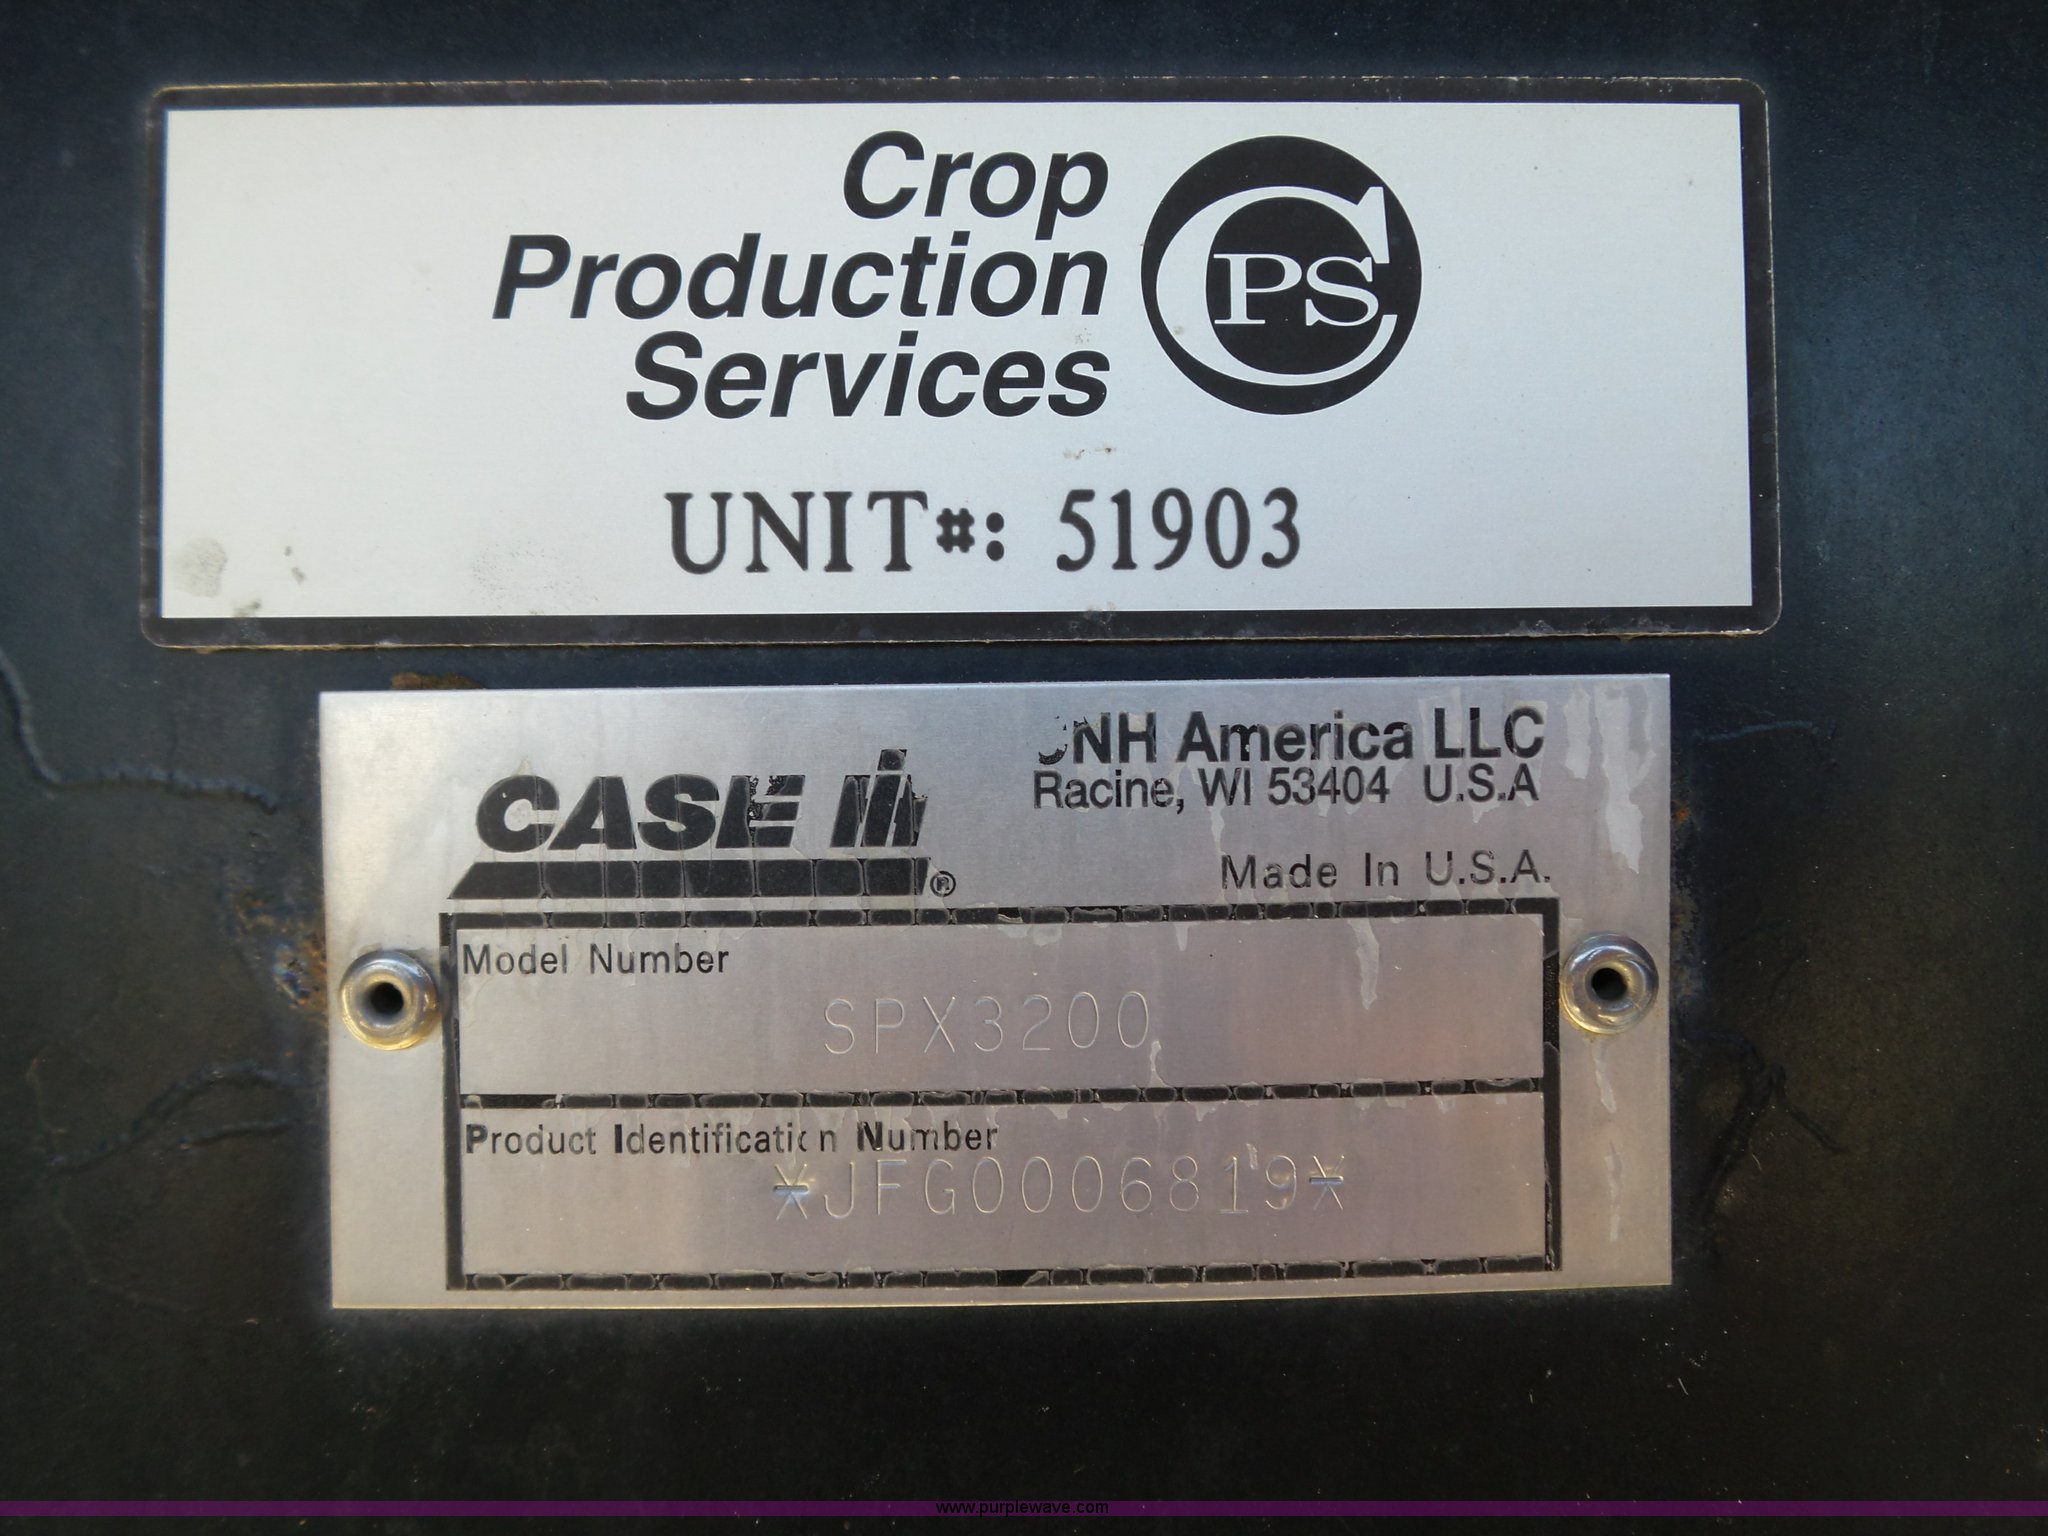 Crop
Production
Services
CPS
UNIT#: 51903
CNH America LLC
Racine, WI 53404 U.S.A
CASE IH®
Made In U.S.A.
Model Number
SPX3200
Product Identification Number
*JFG0006819*
www.purplewave.com